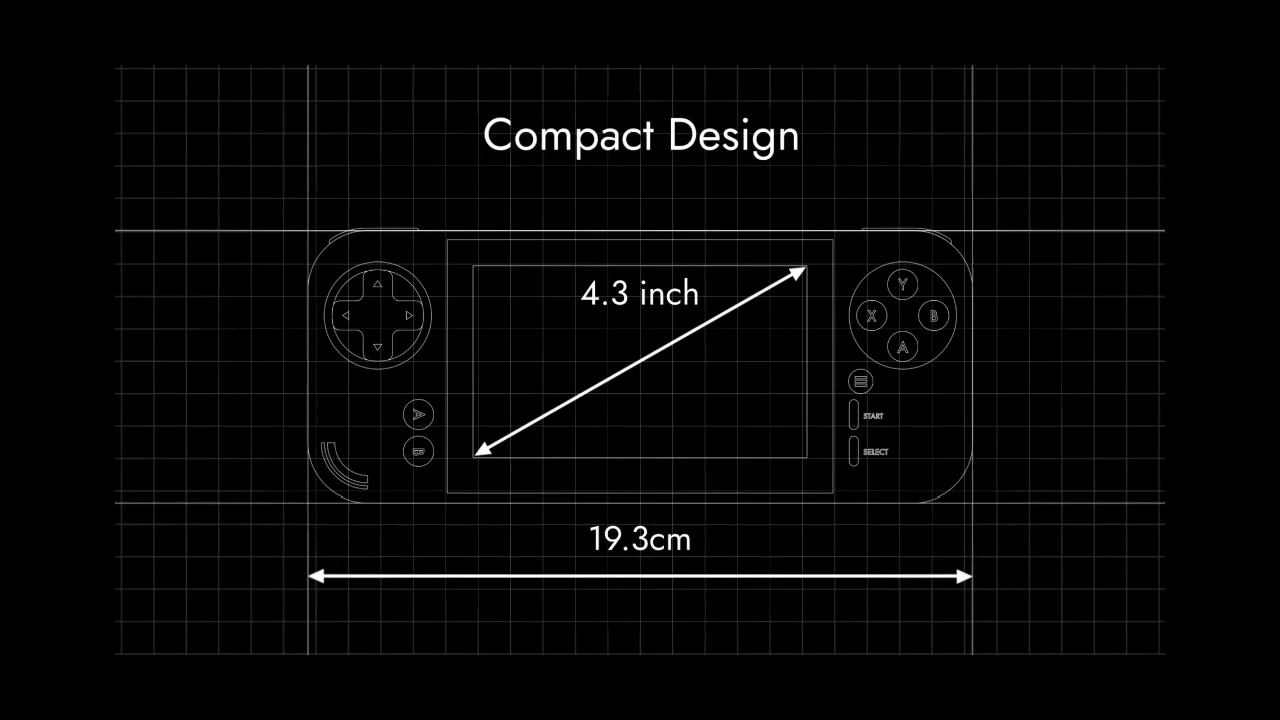 Compact Design
4.3 inch
Y
X
B
A
START
A
SELECT
B
19.3cm